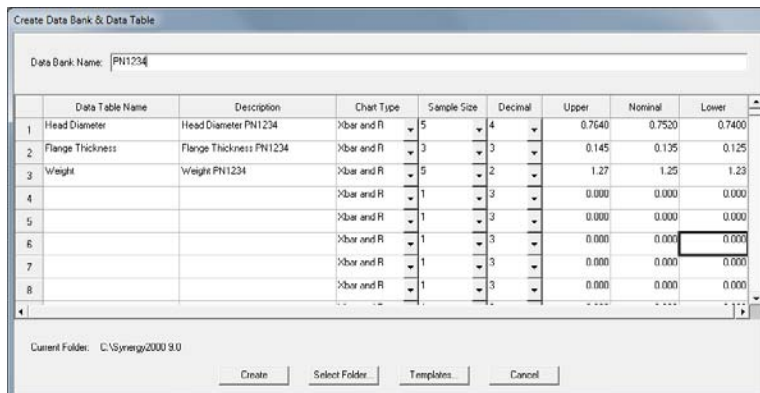 Create Data Bank & Data Table
Data Bank Name: PN1234
Data Table Name Description Chart Type Sample Size Decimal Upper Nominal Lower
1 Head Diameter Head Diameter PN1234 Xbar and R 5 4 0.7640 0.7520 0.7400
2 Flange Thickness Flange Thickness PN1234 Xbar and R 3 3 0.145 0.135 0.125
3 Weight Weight PN1234 Xbar and R 5 2 1.27 1.25 1.23
4 Xbar and R 1 3 0.000 0.000 0.000
5 Xbar and R 1 3 0.000 0.000 0.000
6 Xbar and R 1 3 0.000 0.000 0.000
7 Xbar and R 1 3 0.000 0.000 0.000
8 Xbar and R 1 3 0.000 0.000 0.000
Current Folder: C:\Synergy2000 9.0
Create Select Folder... Templates... Cancel